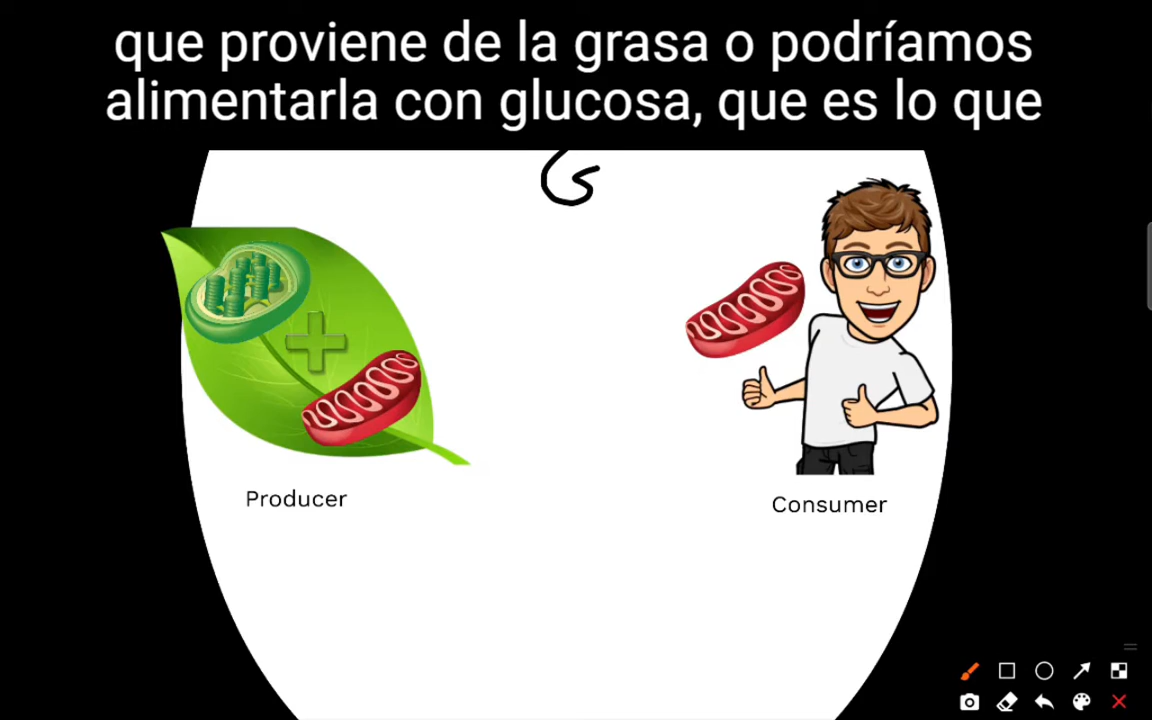 que proviene de la grasa o podríamos
alimentarla con glucosa, que es lo que
Producer
Consumer